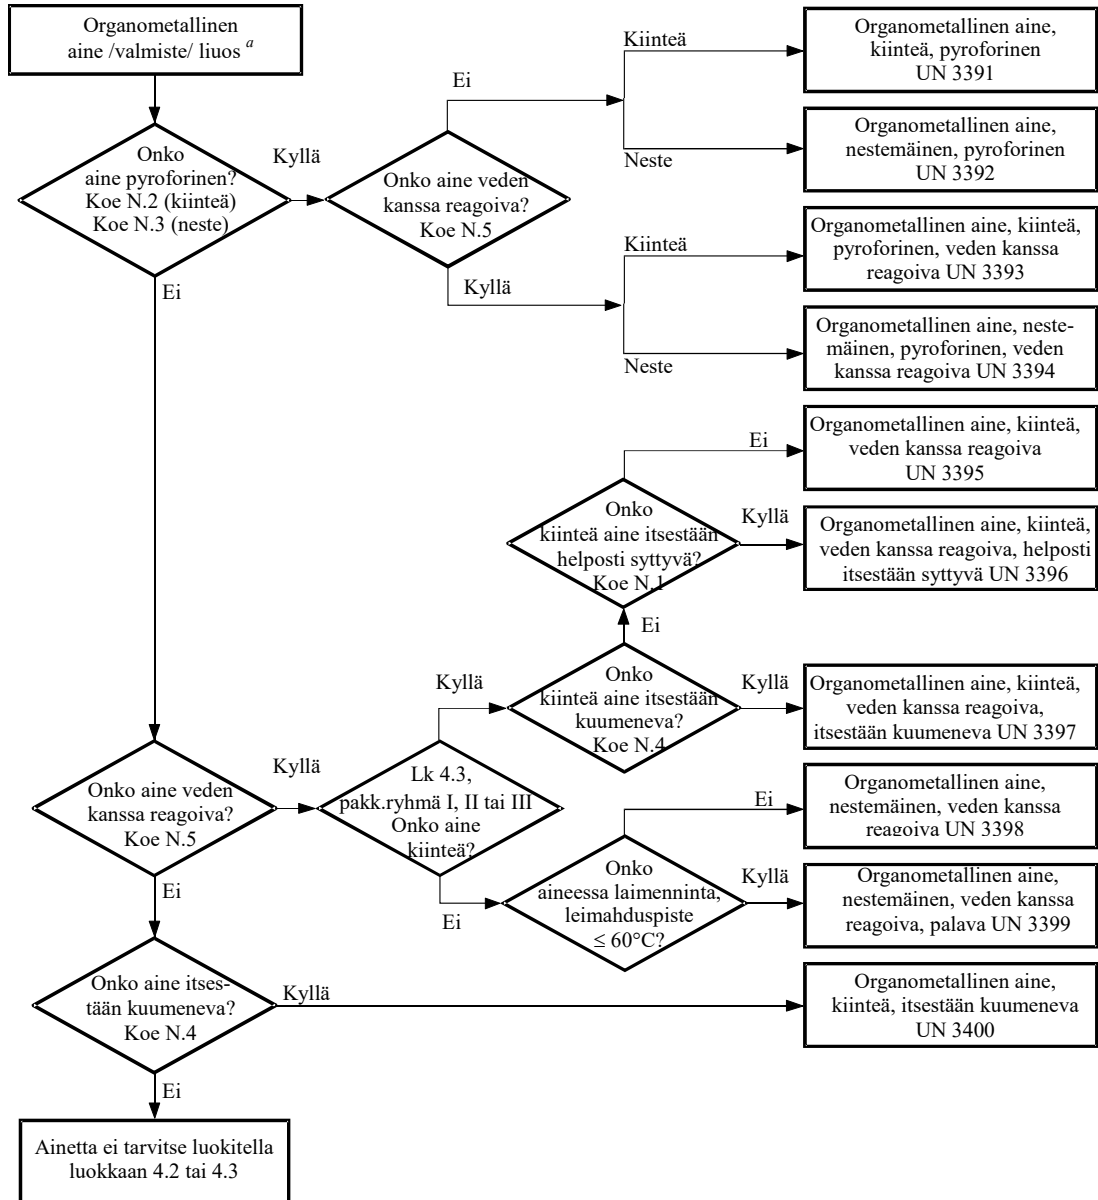 Organometallinen
aine /valmiste/ liuos a
Onko
aine pyroforinen?
Koe N.2 (kiinteä)
Koe N.3 (neste)
Kyllä
Ei
Onko aine veden
kanssa reagoiva?
Koe N.5
Ei
Kyllä
Kiinteä
Neste
Kiinteä
Neste
Organometallinen aine,
kiinteä, pyroforinen
UN 3391
Organometallinen aine,
nestemäinen, pyroforinen
UN 3392
Organometallinen aine, kiinteä,
pyroforinen, veden kanssa
reagoiva UN 3393
Organometallinen aine, neste-
mäinen, pyroforinen, veden
kanssa reagoiva UN 3394
Ei
Organometallinen aine, kiinteä,
veden kanssa reagoiva
UN 3395
Onko
kiinteä aine itsestään
helposti syttyvä?
Koe N.1
Kyllä
Organometallinen aine, kiinteä,
veden kanssa reagoiva, helposti
itsestään syttyvä UN 3396
Ei
Onko
kiinteä aine itsestään
kuumeneva?
Koe N.4
Kyllä
Kyllä
Organometallinen aine, kiinteä,
veden kanssa reagoiva,
itsestään kuumeneva UN 3397
Onko aine veden
kanssa reagoiva?
Koe N.5
Kyllä
Lk 4.3,
pakk.ryhmä I, II tai III
Onko aine
kiinteä?
Ei
Organometallinen aine,
nestemäinen, veden kanssa
reagoiva UN 3398
Ei
Ei
Onko
aineessa laimenninta,
leimahduspiste
≤ 60°C?
Kyllä
Organometallinen aine,
nestemäinen, veden kanssa
reagoiva, palava UN 3399
Onko aine itses-
tään kuumeneva?
Koe N.4
Kyllä
Organometallinen aine,
kiinteä, itsestään kuumeneva
UN 3400
Ei
Ainetta ei tarvitse luokitella
luokkaan 4.2 tai 4.3